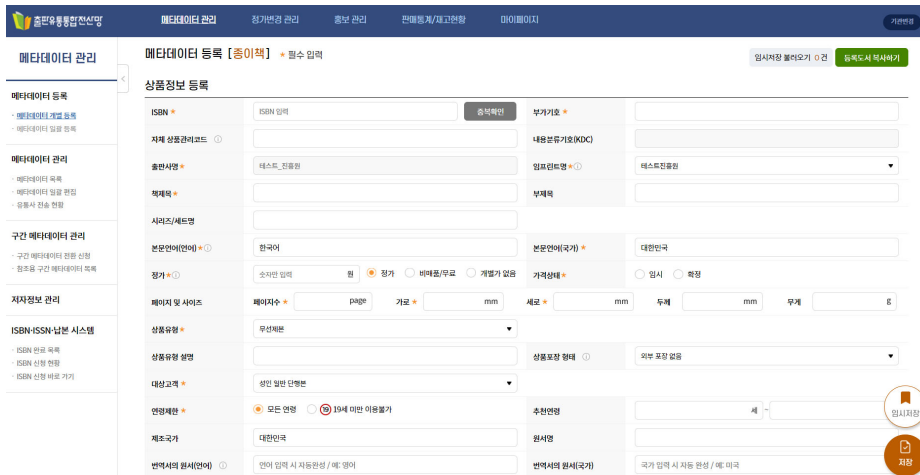 출판유통통합전산망
메타데이터 관리 정가변경 관리 홍보 관리 판매통계/재고현황 마이페이지
기관변경
메타데이터 관리
메타데이터 등록
· 메타데이터 개별 등록
· 메타데이터 일괄 등록
메타데이터 관리
· 메타데이터 목록
· 메타데이터 일괄 편집
· 유통사 전송 현황
구간 메타데이터 관리
· 구간 메타데이터 전환 신청
· 참조용 구간 메타데이터 목록
저자정보 관리
ISBN·ISSN·납본 시스템
· ISBN 완료 목록
· ISBN 신청 현황
· ISBN 신청 바로 가기
메타데이터 등록 [종이책] * 필수 입력
임시저장 불러오기 0 건 등록도서 복사하기
상품정보 등록
ISBN * ISBN 입력 중복확인 부가기호 *
자체 상품관리코드 내용분류기호(KDC)
출판사명 * 테스트_진흥원 임프린트명 * 테스트진흥원
책제목 * 부제목
시리즈/세트명
본문언어(언어) * 한국어 본문언어(국가) * 대한민국
정가 * 숫자만 입력 원 정가 비매품/무료 개별가 없음 가격상태 * 임시 확정
페이지 및 사이즈 페이지수 * page 가로 * mm 세로 * mm 두께 mm 무게 g
상품유형 * 무선제본
상품유형 설명 상품포장 형태 외부 포장 없음
대상고객 * 성인 일반 단행본
연령제한 * 모든 연령 19 19세 미만 이용불가 추천연령 세 ~
제조국가 대한민국 원서명
번역서의 원서(언어) 언어 입력 시 자동완성 / 예: 영어 번역서의 원서(국가) 국가 입력 시 자동 완성 / 예: 미국
임시저장
저장